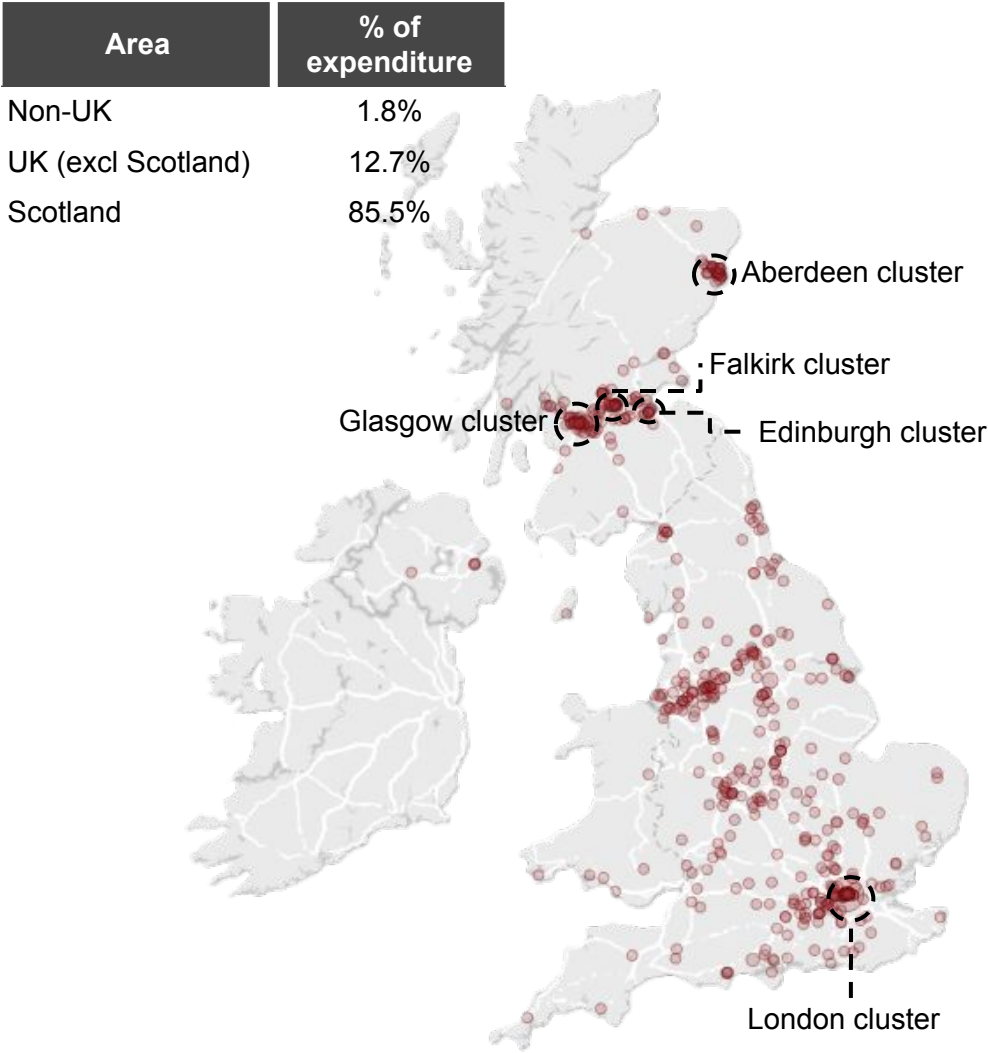 Area
% of
expenditure
Non-UK 1.8%
UK (excl Scotland) 12.7%
Scotland 85.5%
Aberdeen cluster
Falkirk cluster
Glasgow cluster
Edinburgh cluster
London cluster